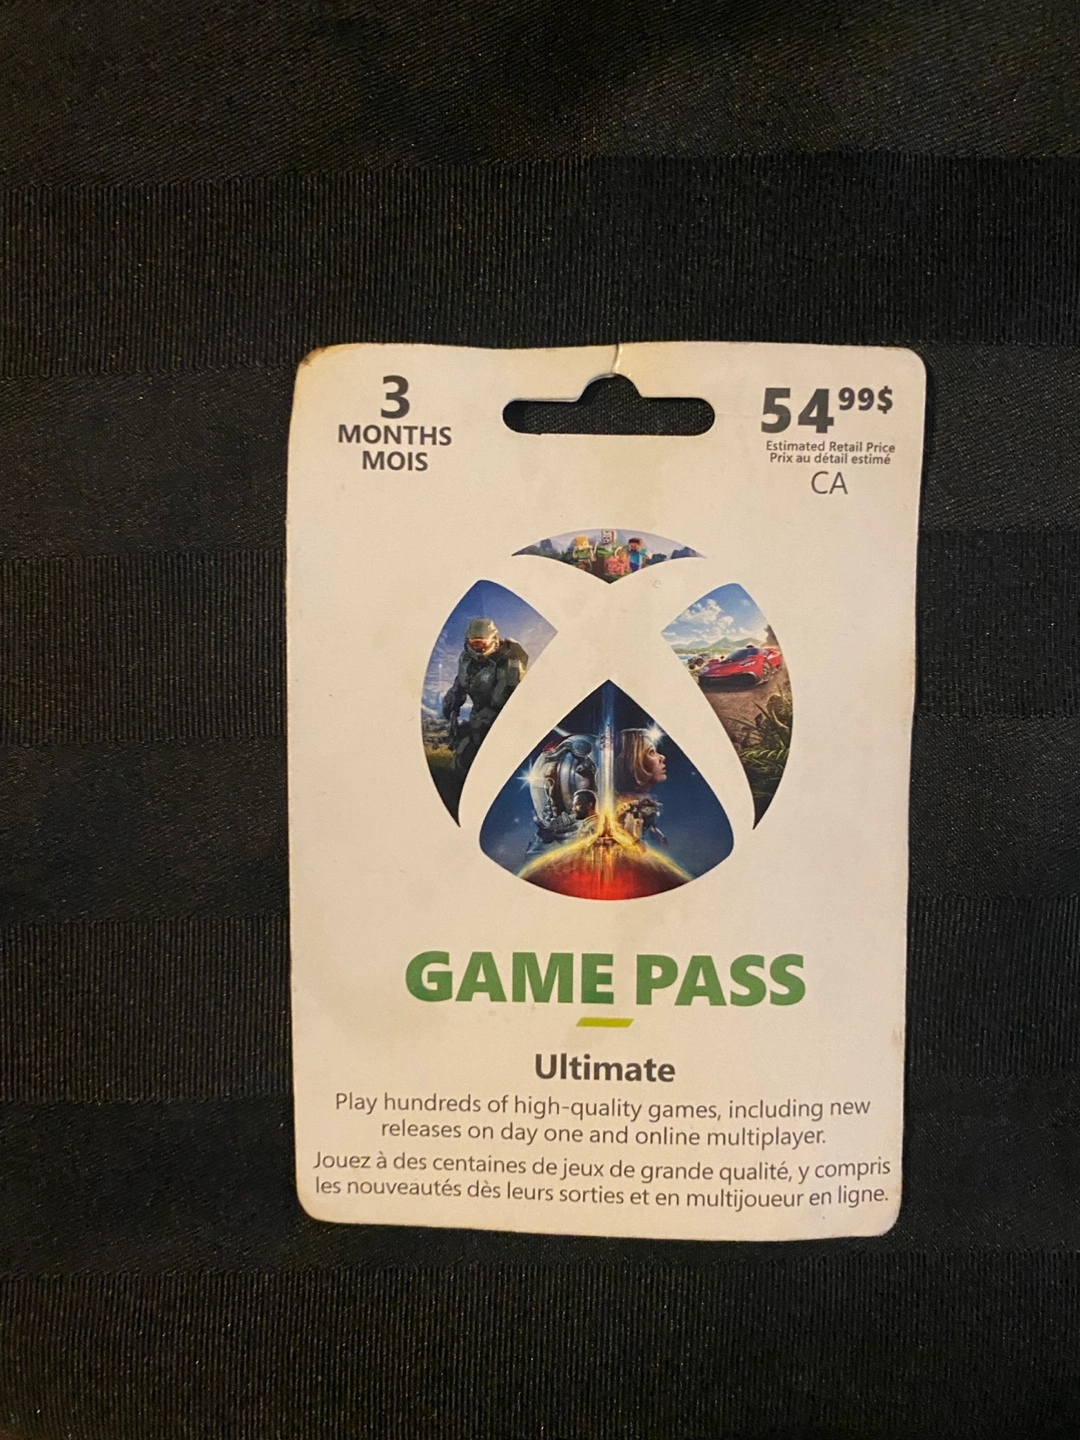 3
MONTHS
MOIS
54⁹⁹$
Estimated Retail Price
Prix au détail estimé
CA
GAME PASS
Ultimate
Play hundreds of high-quality games, including new
releases on day one and online multiplayer.
Jouez à des centaines de jeux de grande qualité, y compris
les nouveautés dès leurs sorties et en multijoueur en ligne.